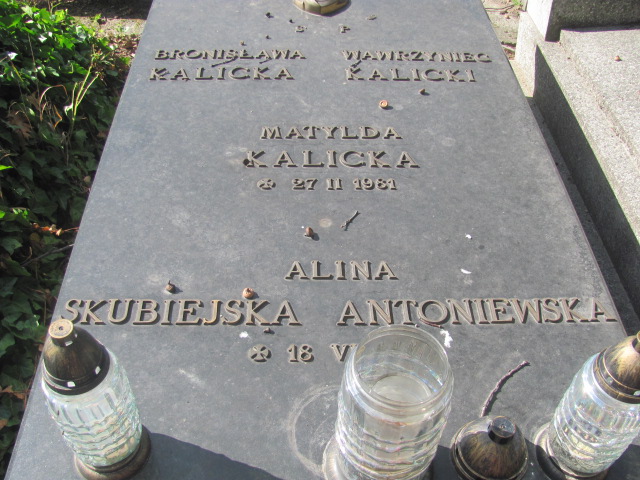 Ś P
BRONISŁAWA WAWRZYNIEC
KALICKA KALICKI
MATYLDA
KALICKA
✠ 27 II 1981
ALINA
SKUBIEJSKA ANTONIEWSKA
✠ 18